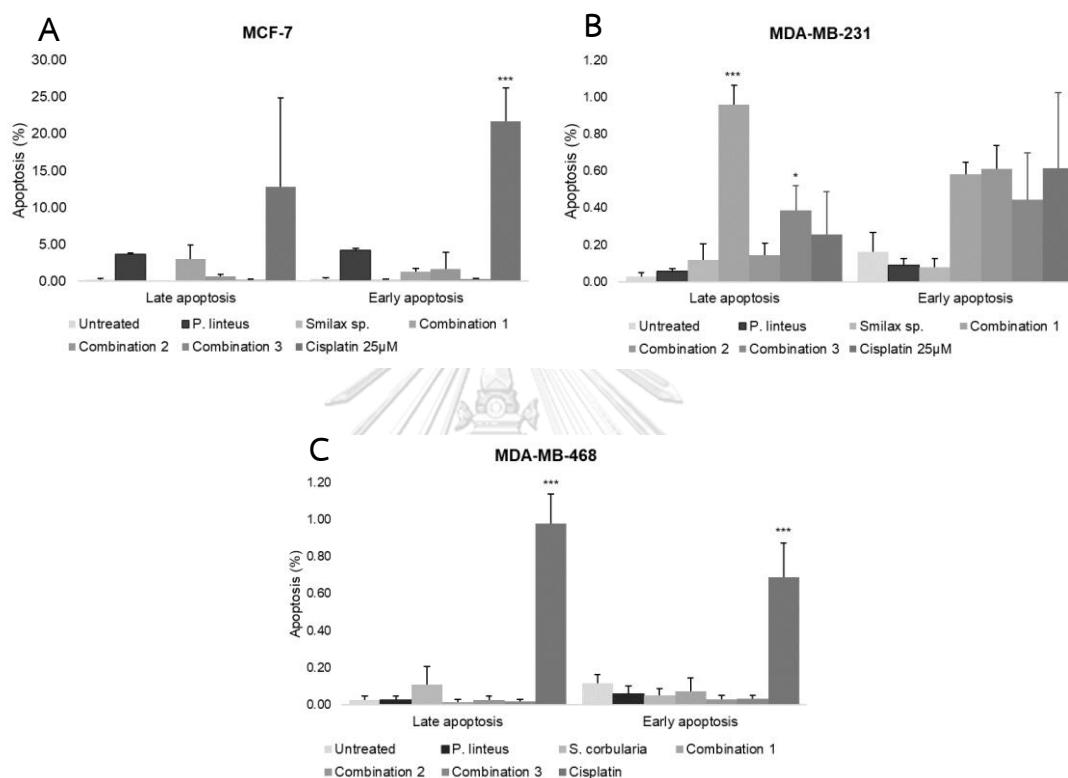 A
MCF-7
30.00
25.00
20.00
15.00
10.00
5.00
0.00
Apoptosis (%)
***
Late apoptosis
Early apoptosis
Untreated
P. linteus
Smilax sp.
Combination 1
Combination 2
Combination 3
Cisplatin 25µM
B
MDA-MB-231
1.20
1.00
0.80
0.60
0.40
0.20
0.00
Apoptosis (%)
***
*
Late apoptosis
Early apoptosis
Untreated
P. linteus
Smilax sp.
Combination 1
Combination 2
Combination 3
Cisplatin 25µM
C
MDA-MB-468
1.20
1.00
0.80
0.60
0.40
0.20
0.00
Apoptosis (%)
***
***
Late apoptosis
Early apoptosis
Untreated
P. linteus
S. corbularia
Combination 1
Combination 2
Combination 3
Cisplatin